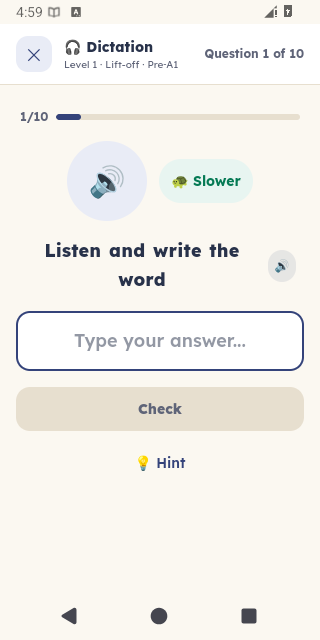 4:59
🎧 Dictation
Level 1 · Lift-off · Pre-A1
Question 1 of 10
1/10
🐢 Slower
Listen and write the
word
Type your answer...
Check
💡 Hint